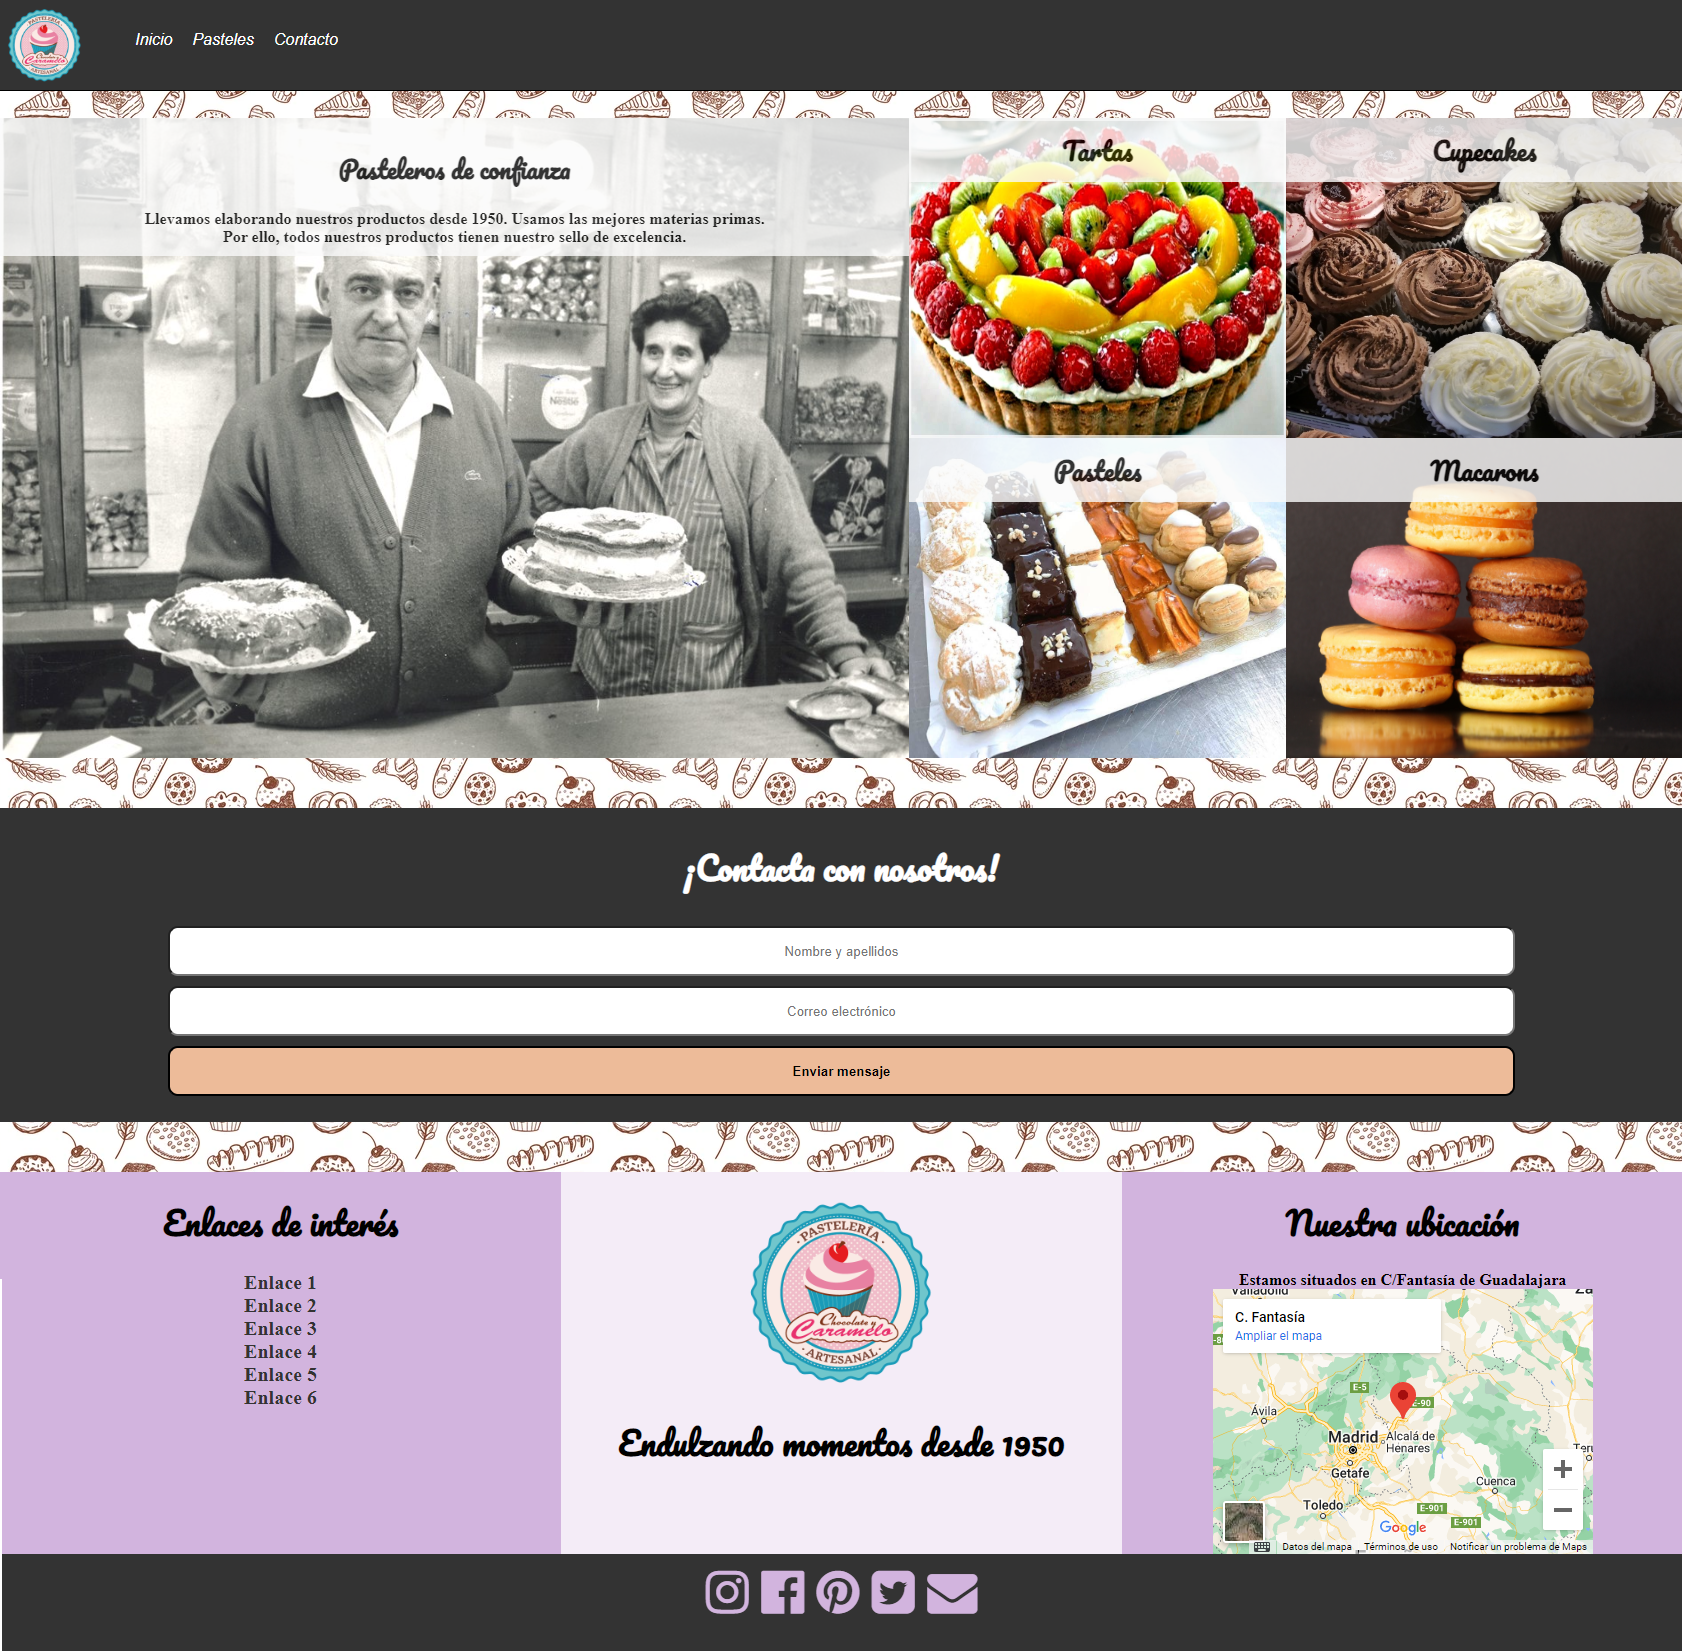 PASTELERÍA
Chocolate y
Caramelo
ARTESANAL
Inicio Pasteles Contacto
Pasteleros de confianza
Llevamos elaborando nuestros productos desde 1950. Usamos las mejores materias primas.
Por ello, todos nuestros productos tienen nuestro sello de excelencia.
Nestlé
Tartas
Cupecakes
Pasteles
Macarons
¡Contacta con nosotros!
Nombre y apellidos
Correo electrónico
Enviar mensaje
Enlaces de interés
Enlace 1
Enlace 2
Enlace 3
Enlace 4
Enlace 5
Enlace 6
PASTELERÍA
Chocolate y
Caramelo
ARTESANAL
Endulzando momentos desde 1950
Nuestra ubicación
Estamos situados en C/Fantasía de Guadalajara
Valladolid
C. Fantasía
Ampliar el mapa
E-5
E-90
Ávila
Madrid
Alcalá de
Henares
Getafe
Cuenca
Toledo
E-901
E-901
Google
Datos del mapa
Términos de uso
Notificar un problema de Maps